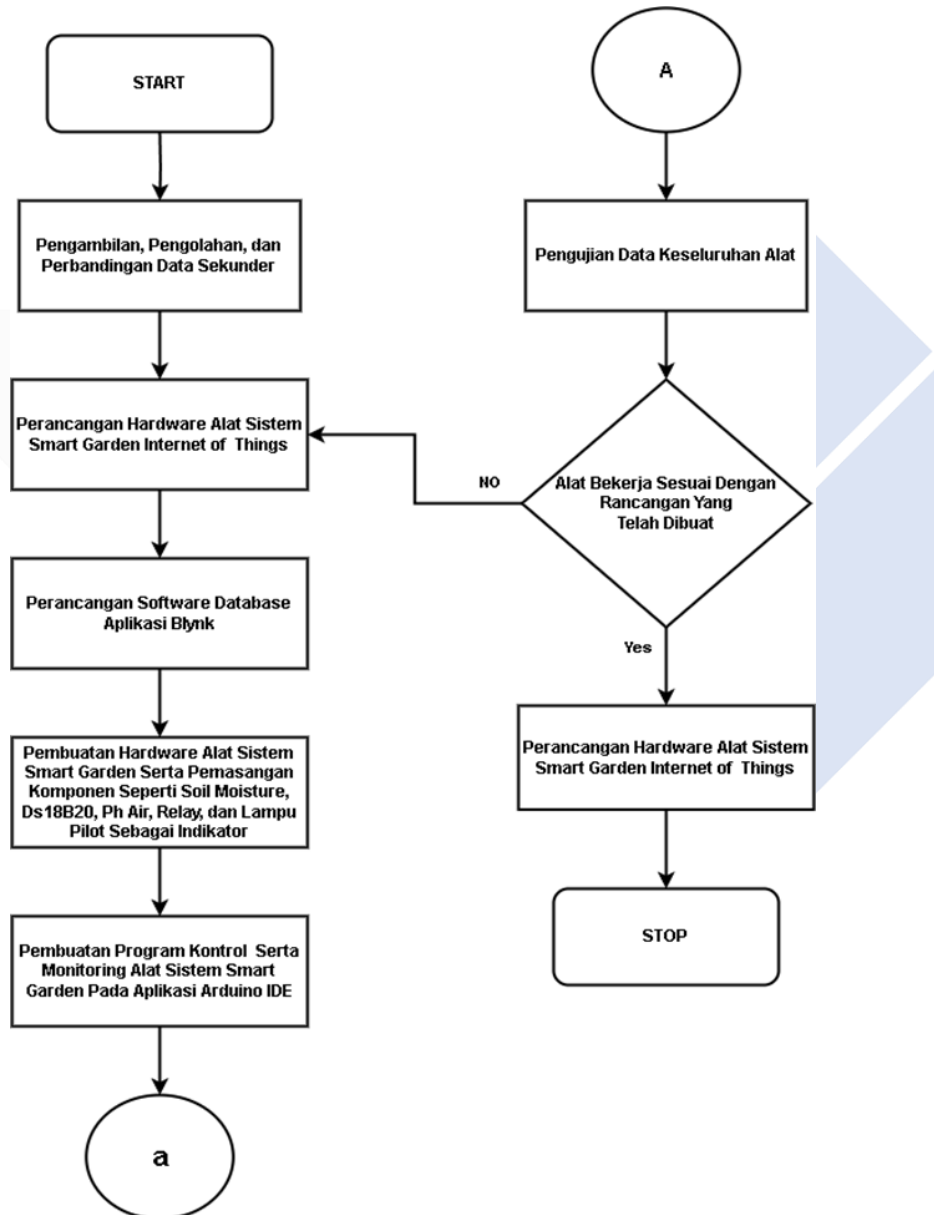 START
Pengambilan, Pengolahan, dan
Perbandingan Data Sekunder
Perancangan Hardware Alat Sistem
Smart Garden Internet of Things
Perancangan Software Database
Aplikasi Blynk
Pembuatan Hardware Alat Sistem
Smart Garden Serta Pemasangan
Komponen Seperti Soil Moisture,
Ds18B20, Ph Air, Relay, dan Lampu
Pilot Sebagai Indikator
Pembuatan Program Kontrol Serta
Monitoring Alat Sistem Smart
Garden Pada Aplikasi Arduino IDE
a
A
Pengujian Data Keseluruhan Alat
Alat Bekerja Sesuai Dengan
Rancangan Yang
Telah Dibuat
NO
Yes
Perancangan Hardware Alat Sistem
Smart Garden Internet of Things
STOP